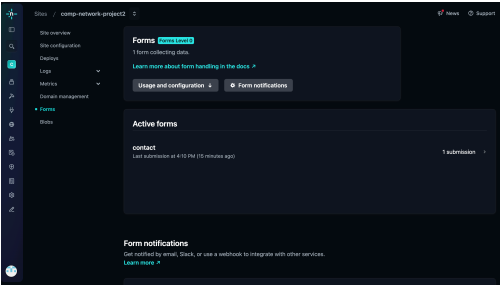 Sites / comp-network-project2
News
Support
Site overview
Site configuration
Deploys
Logs
Metrics
Domain management
Forms
Blobs
Forms Forms Level 0
1 form collecting data.
Learn more about form handling in the docs ↗
Usage and configuration ↓
Form notifications
Active forms
contact
Last submission at 4:10 PM (15 minutes ago)
1 submission
Form notifications
Get notified by email, Slack, or use a webhook to integrate with other services.
Learn more ↗